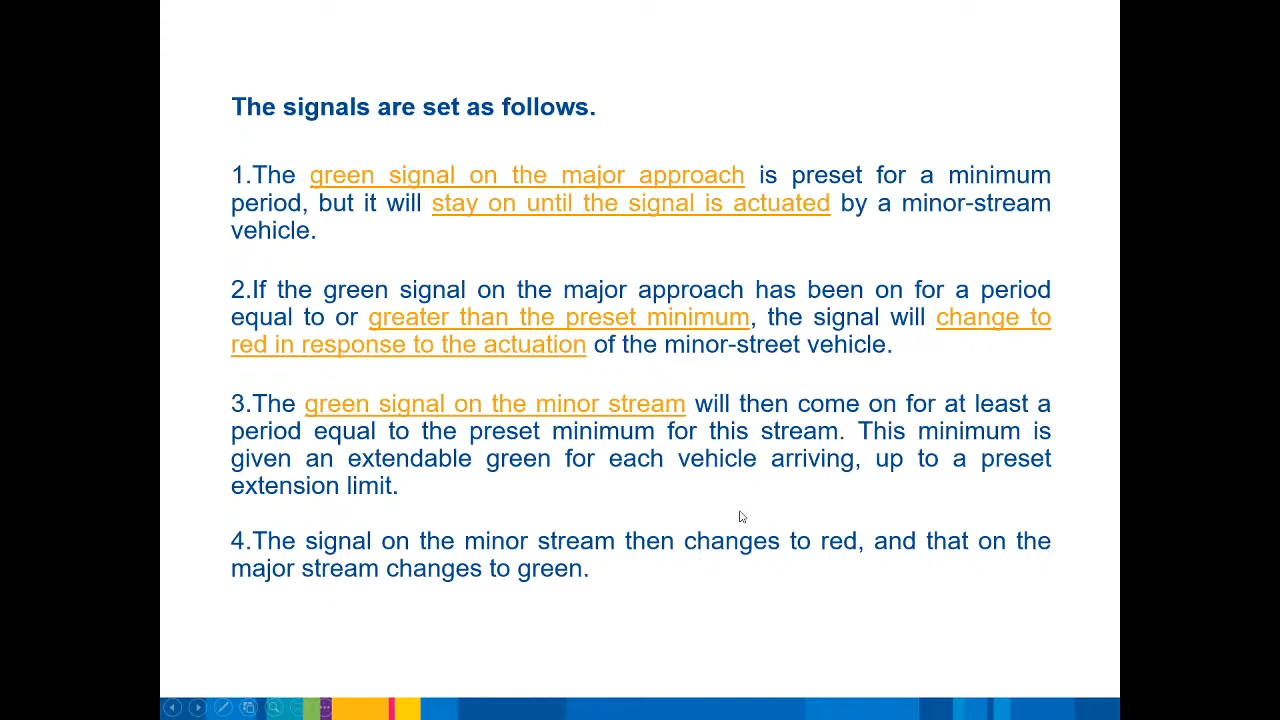 The signals are set as follows.
1.The green signal on the major approach is preset for a minimum
period, but it will stay on until the signal is actuated by a minor-stream
vehicle.
2.If the green signal on the major approach has been on for a period
equal to or greater than the preset minimum, the signal will change to
red in response to the actuation of the minor-street vehicle.
3.The green signal on the minor stream will then come on for at least a
period equal to the preset minimum for this stream. This minimum is
given an extendable green for each vehicle arriving, up to a preset
extension limit.
4.The signal on the minor stream then changes to red, and that on the
major stream changes to green.